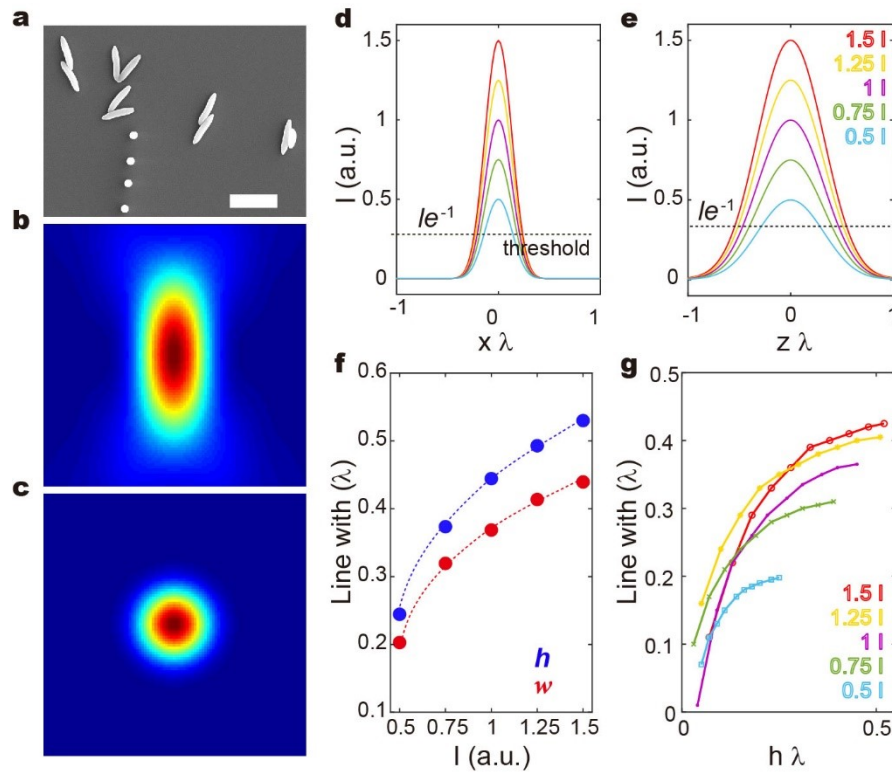 a
b
c
d
I (a.u.)
1.5
1
0.5
0
Ie⁻¹
threshold
-1
0
1
x λ
e
I (a.u.)
1.5
1
0.5
0
1.5 I
1.25 I
1 I
0.75 I
0.5 I
Ie⁻¹
-1
0
1
z λ
f
Line with (λ)
0.6
0.5
0.4
0.3
0.2
0.1
h
w
0.5
0.75
1
1.25
1.5
I (a.u.)
g
Line with (λ)
0.5
0.4
0.3
0.2
0.1
0
1.5 I
1.25 I
1 I
0.75 I
0.5 I
0
0.5
h λ